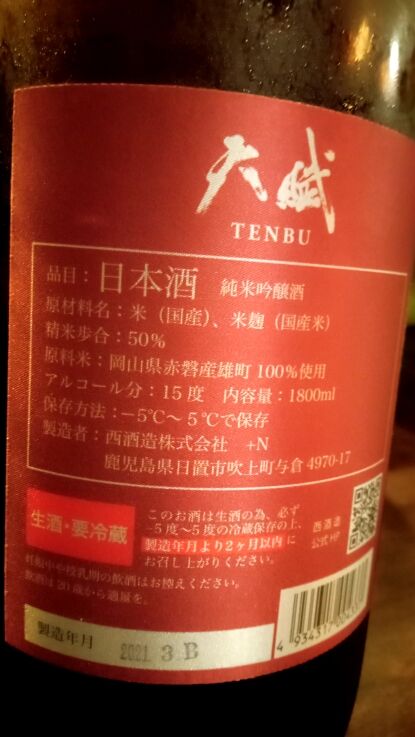 天賦
TENBU
品目：日本酒 純米吟醸酒
原材料名：米（国産）、米麹（国産米）
精米歩合：50%
原料米：岡山県赤磐産雄町 100%使用
アルコール分：15度 内容量：1800ml
保存方法：−5℃〜5℃で保存
製造者：西酒造株式会社 +N
鹿児島県日置市吹上町与倉 4970-17
生酒・要冷蔵
このお酒は生酒の為、必ず
-5度〜5度の冷蔵保存の上、
製造年月より2ヶ月以内に
お召し上がりください。
西酒造
公式HP
妊娠中や授乳期の飲酒はお控えください。
飲酒は20歳から適量を。
製造年月 2021. 3 B
4 934317 00